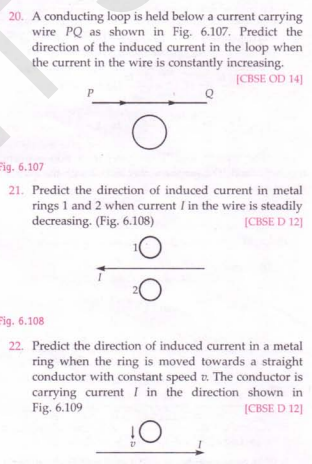 20. A conducting loop is held below a current carrying
wire PQ as shown in Fig. 6.107. Predict the
direction of the induced current in the loop when
the current in the wire is constantly increasing.
[CBSE OD 14]
P Q
Fig. 6.107
21. Predict the direction of induced current in metal
rings 1 and 2 when current I in the wire is steadily
decreasing. (Fig. 6.108) [CBSE D 12]
1
I
2
Fig. 6.108
22. Predict the direction of induced current in a metal
ring when the ring is moved towards a straight
conductor with constant speed v. The conductor is
carrying current I in the direction shown in
Fig. 6.109 [CBSE D 12]
v I